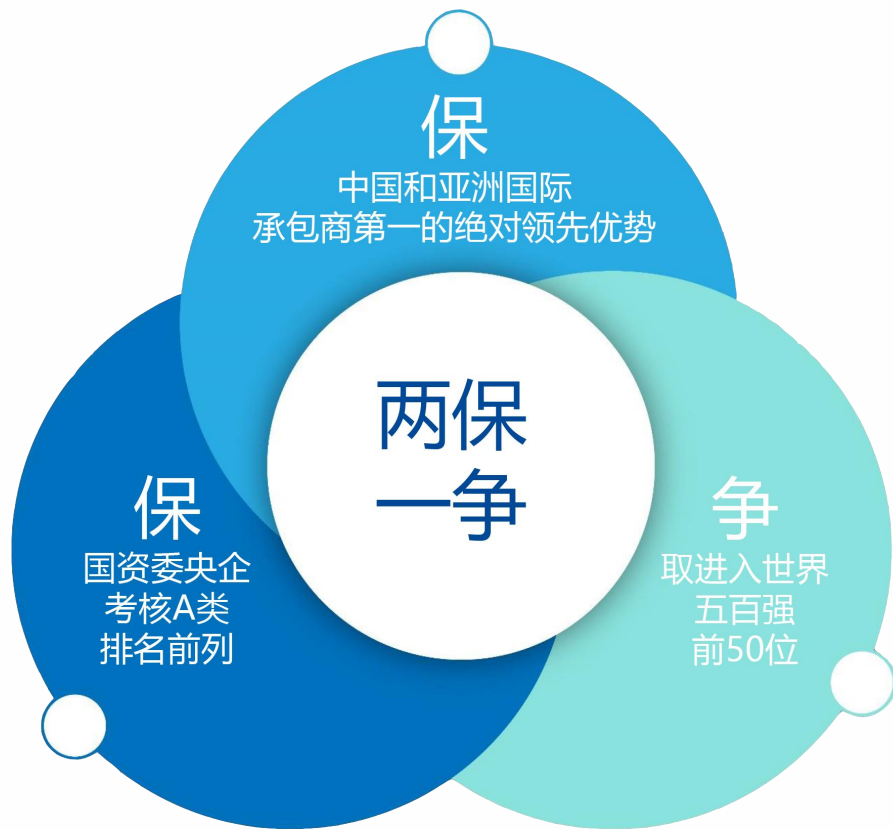 保
中国和亚洲国际
承包商第一的绝对领先优势
两保
一争
保
国资委央企
考核A类
排名前列
争
取进入世界
五百强
前50位